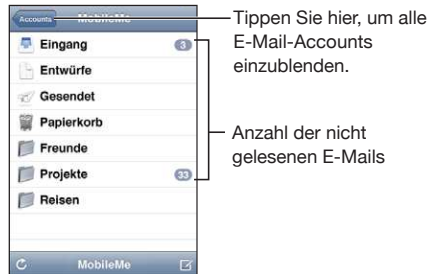 Accounts MobileMe
Eingang 3
Entwürfe
Gesendet
Papierkorb
Freunde
Projekte 33
Reisen
MobileMe
Tippen Sie hier, um alle
E-Mail-Accounts
einzublenden.
Anzahl der nicht
gelesenen E-Mails